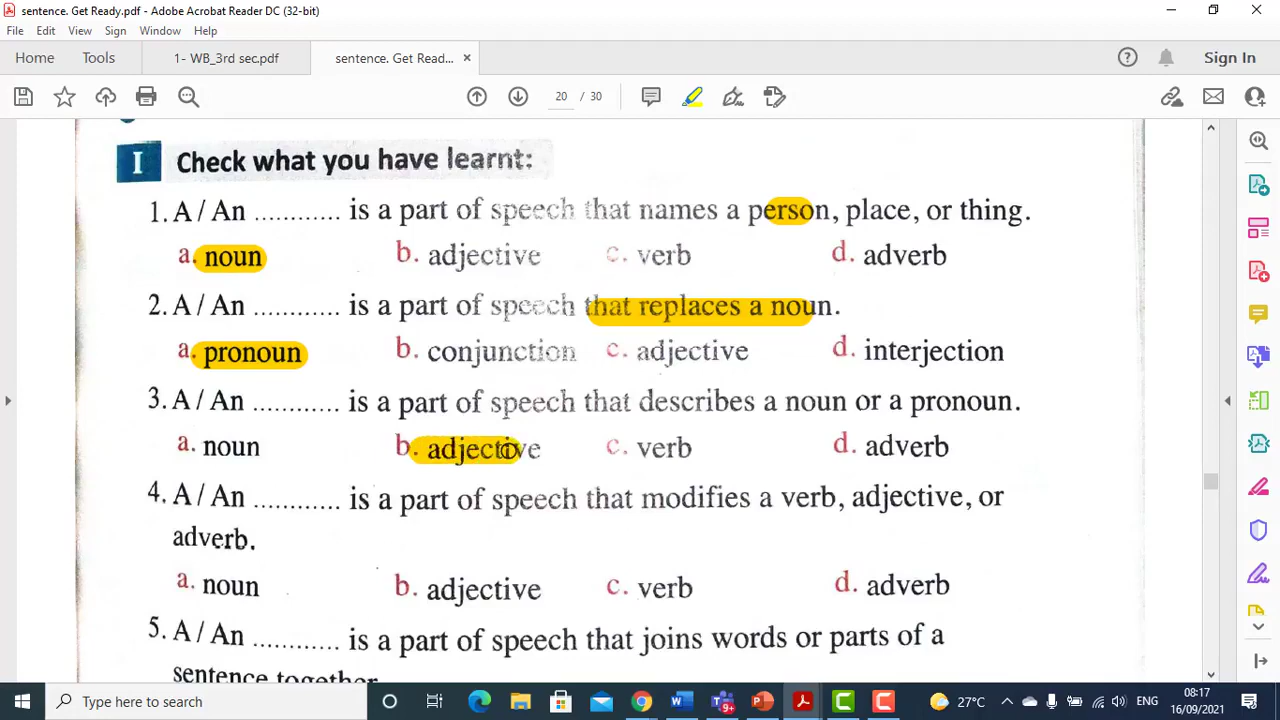 sentence. Get Ready.pdf - Adobe Acrobat Reader DC (32-bit)
File Edit View Sign Window Help
Home Tools 1- WB_3rd sec.pdf sentence. Get Read... × Sign In
20 / 30
I Check what you have learnt:
1. A / An ............ is a part of speech that names a person, place, or thing.
a. noun b. adjective c. verb d. adverb
2. A / An ............ is a part of speech that replaces a noun.
a. pronoun b. conjunction c. adjective d. interjection
3. A / An ............ is a part of speech that describes a noun or a pronoun.
a. noun b. adjective c. verb d. adverb
4. A / An ............ is a part of speech that modifies a verb, adjective, or
adverb.
a. noun b. adjective c. verb d. adverb
5. A / An ............ is a part of speech that joins words or parts of a
sentence together
Type here to search
9+
27°C ENG
08:17
16/09/2021